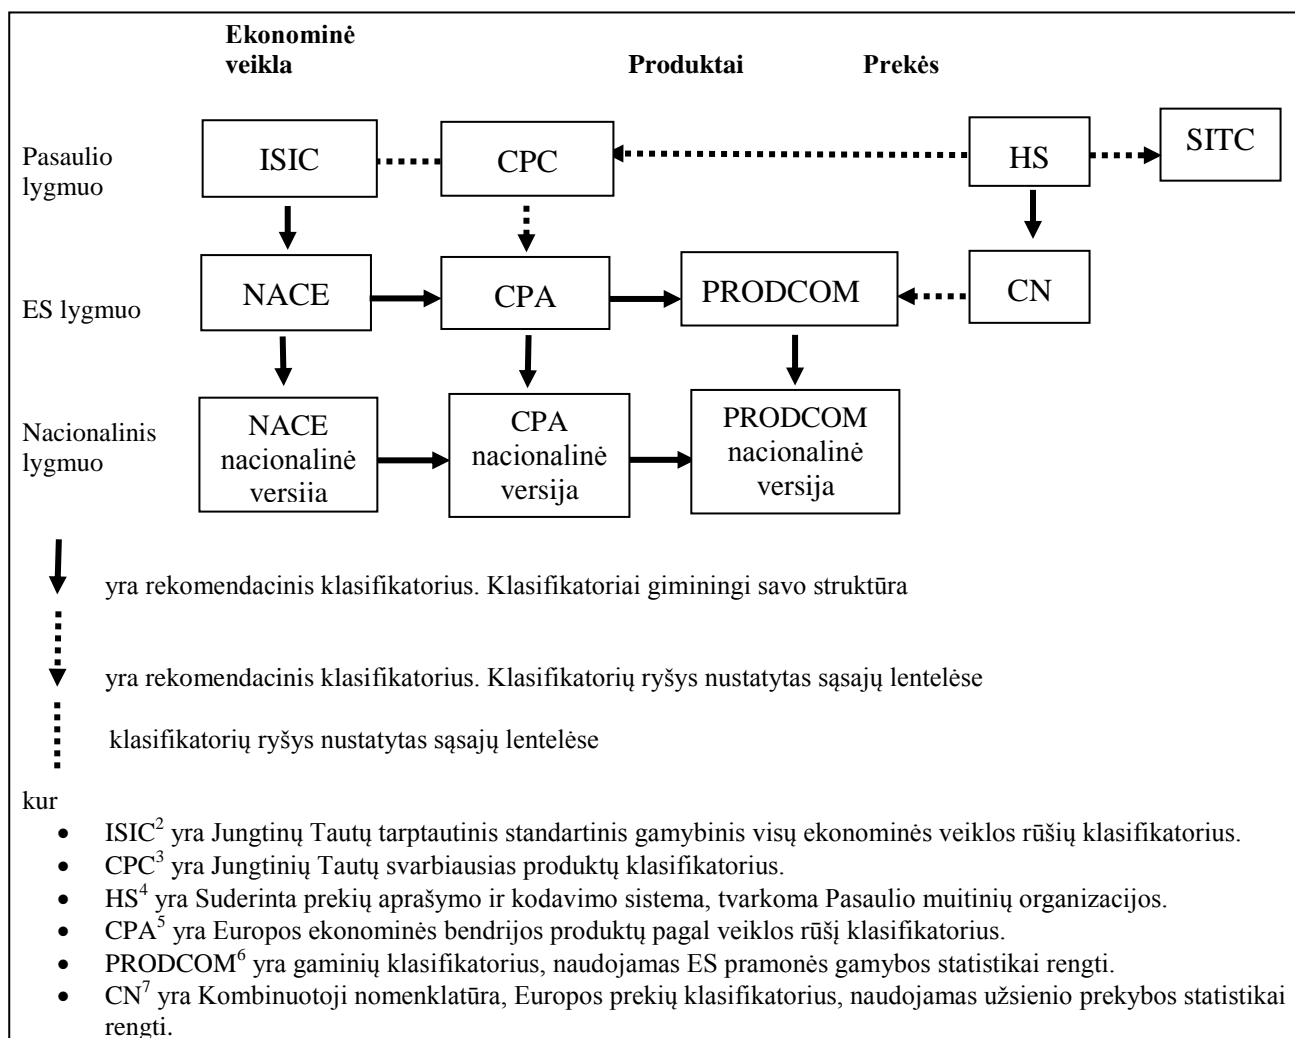 Ekonominė
veikla
Produktai
Prekės
Pasaulio
lygmuo
ISIC
CPC
HS
SITC
ES lygmuo
NACE
CPA
PRODCOM
CN
Nacionalinis
lygmuo
NACE
nacionalinė
versija
CPA
nacionalinė
versija
PRODCOM
nacionalinė
versija
yra rekomendacinis klasifikatorius. Klasifikatoriai giminingi savo struktūra
yra rekomendacinis klasifikatorius. Klasifikatorių ryšys nustatytas sąsajų lentelėse
klasifikatorių ryšys nustatytas sąsajų lentelėse
kur
• ISIC² yra Jungtinų Tautų tarptautinis standartinis gamybinis visų ekonominės veiklos rūšių klasifikatorius.
• CPC³ yra Jungtinių Tautų svarbiausias produktų klasifikatorius.
• HS⁴ yra Suderinta prekių aprašymo ir kodavimo sistema, tvarkoma Pasaulio muitinių organizacijos.
• CPA⁵ yra Europos ekonominės bendrijos produktų pagal veiklos rūšį klasifikatorius.
• PRODCOM⁶ yra gaminių klasifikatorius, naudojamas ES pramonės gamybos statistikai rengti.
• CN⁷ yra Kombinuotoji nomenklatūra, Europos prekių klasifikatorius, naudojamas užsienio prekybos statistikai
rengti.